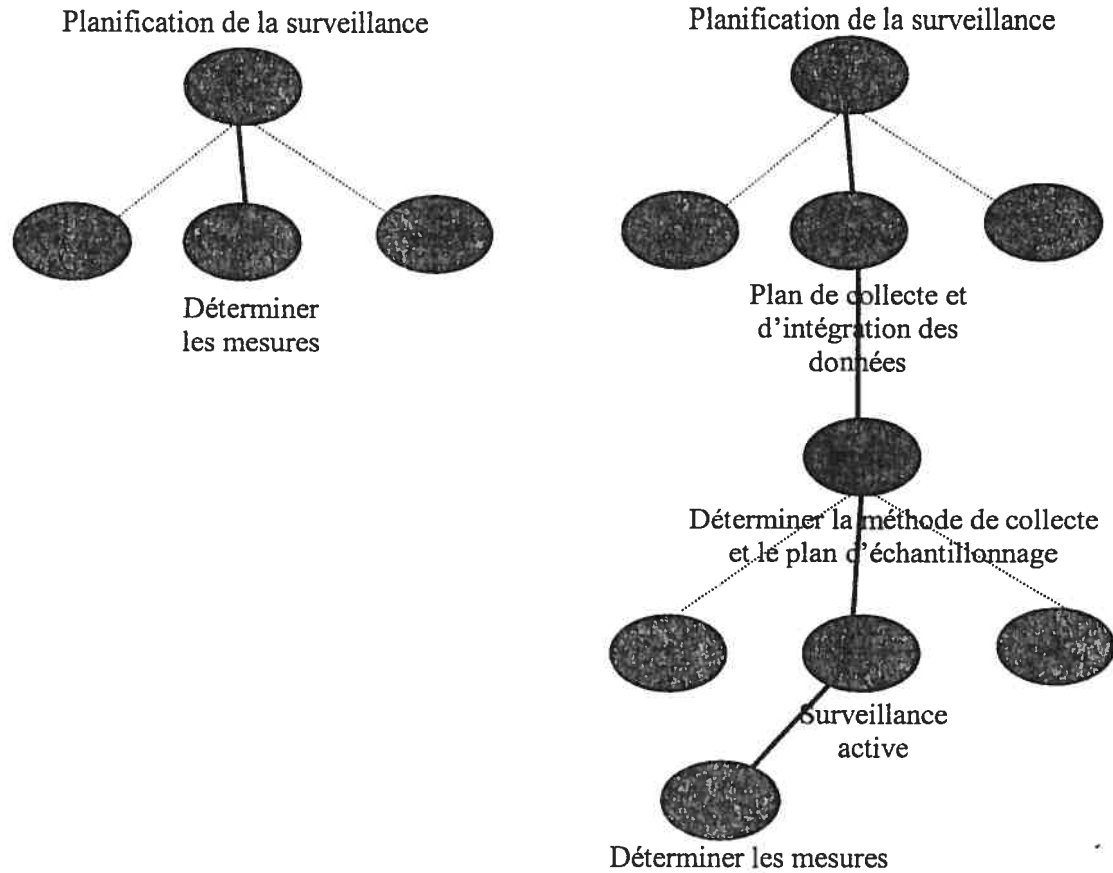 Planification de la surveillance
Déterminer
les mesures
Planification de la surveillance
Plan de collecte et
d’intégration des
données
Déterminer la méthode de collecte
et le plan d’échantillonnage
Surveillance
active
Déterminer les mesures